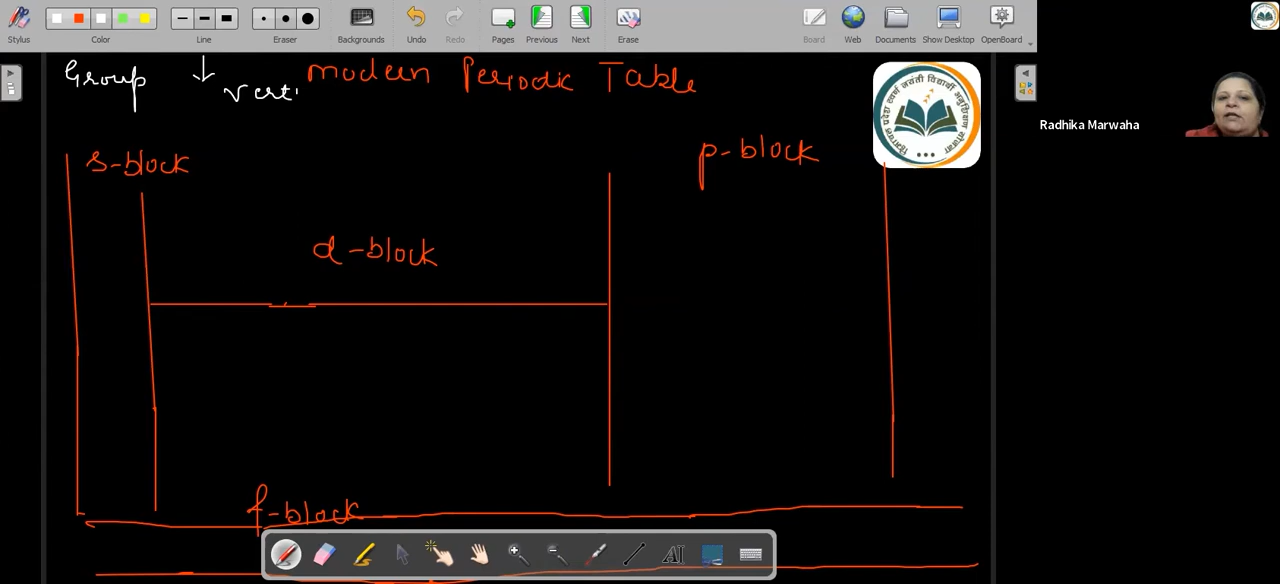 Stylus
Color
Line
Eraser
Backgrounds
Undo
Redo
Pages
Previous
Next
Erase
Board
Web
Documents
Show Desktop
OpenBoard
Group ↓ vert. modern Periodic Table
s-block
p-block
d-block
f-block
Radhika Marwaha